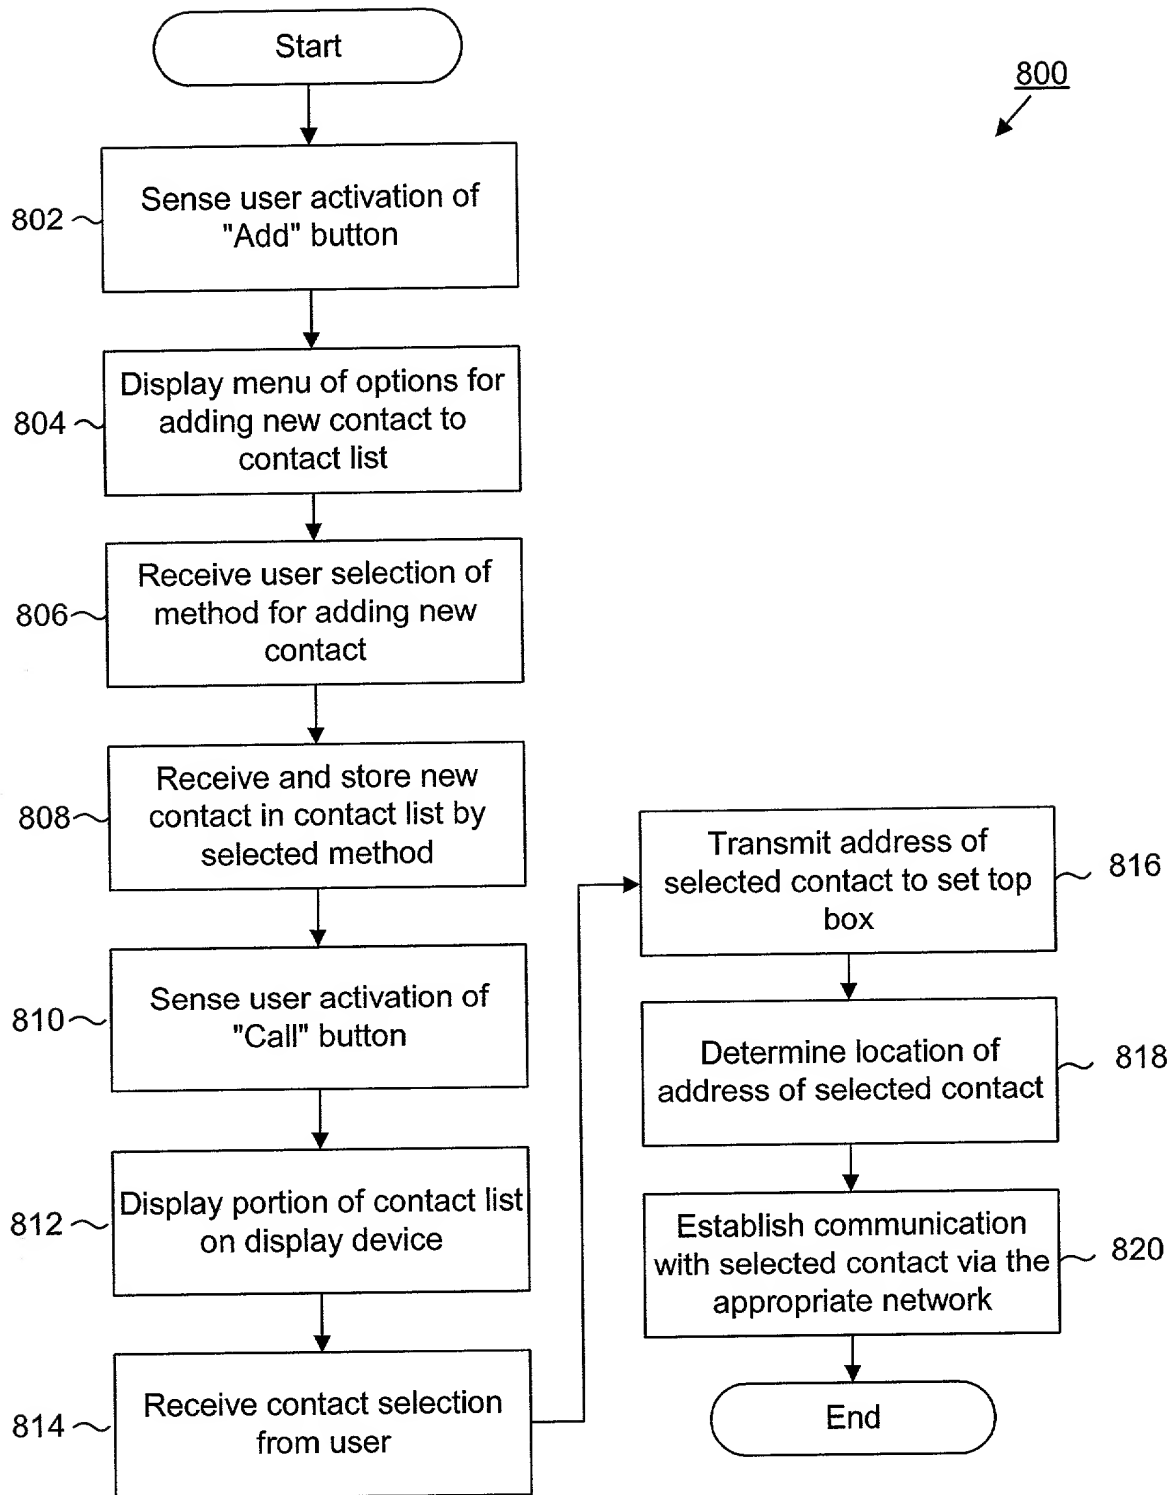 Start
800
802
Sense user activation of
"Add" button
804
Display menu of options for
adding new contact to
contact list
806
Receive user selection of
method for adding new
contact
808
Receive and store new
contact in contact list by
selected method
810
Sense user activation of
"Call" button
812
Display portion of contact list
on display device
814
Receive contact selection
from user
Transmit address of
selected contact to set top
box
816
Determine location of
address of selected contact
818
Establish communication
with selected contact via the
appropriate network
820
End